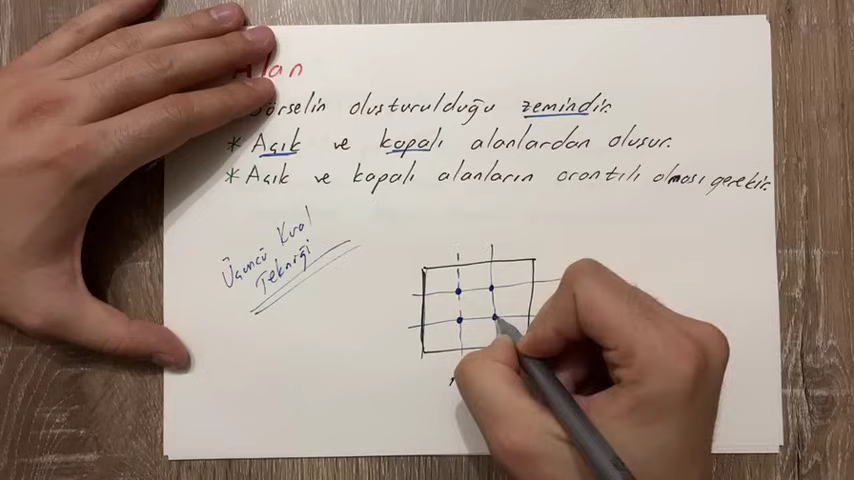 Alan
Görselin oluşturulduğu zemindir.
* Açık ve kapalı alanlardan oluşur.
* Açık ve kapalı alanların orantılı olması gerekir.
Üçüncü Kural
Tekniği